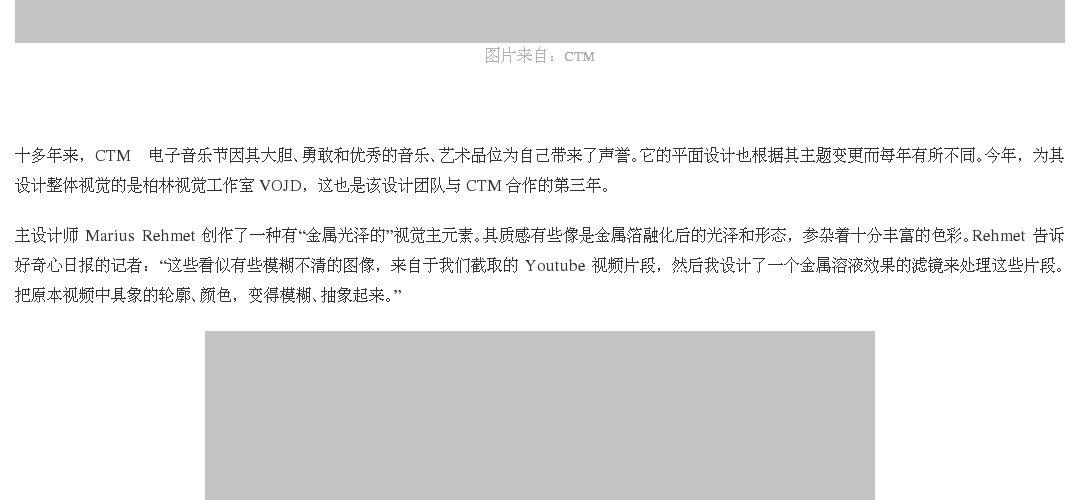 图片来自：CTM
十多年来，CTM 电子音乐节因其大胆、勇敢和优秀的音乐、艺术品位为自己带来了声誉。它的平面设计也根据其主题变更而每年有所不同。今年，为其
设计整体视觉的是柏林视觉工作室 VOJD，这也是该设计团队与 CTM 合作的第三年。
主设计师 Marius Rehmet 创作了一种有“金属光泽的”视觉主元素。其质感有些像是金属箔融化后的光泽和形态，参杂着十分丰富的色彩。Rehmet 告诉
好奇心日报的记者：“这些看似有些模糊不清的图像，来自于我们截取的 Youtube 视频片段，然后我设计了一个金属溶液效果的滤镜来处理这些片段。
把原本视频中具象的轮廓、颜色，变得模糊、抽象起来。”